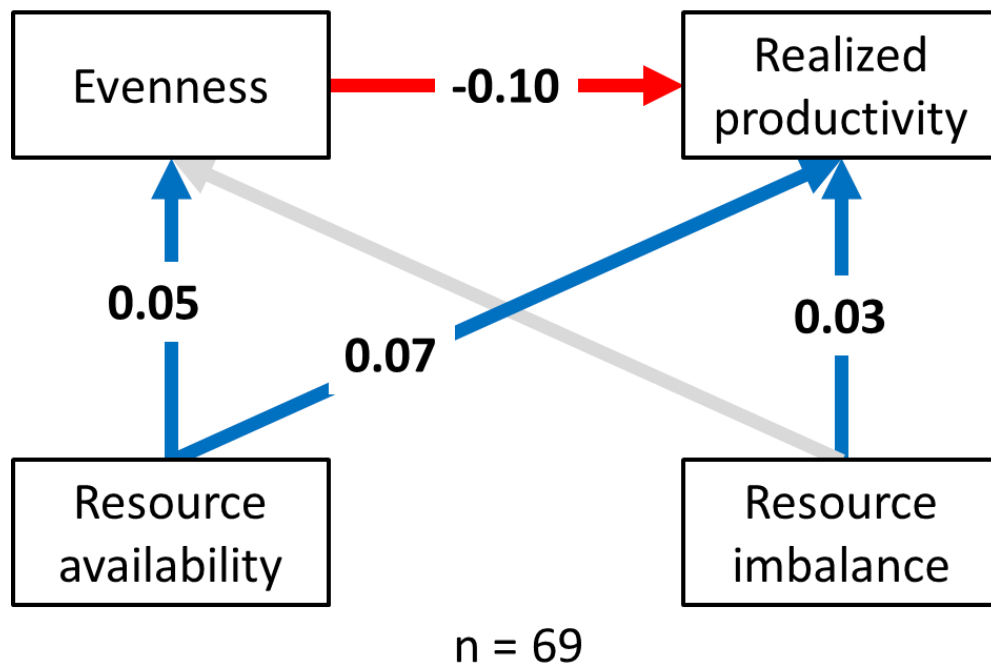 Evenness
-0.10
Realized
productivity
0.05
0.07
0.03
Resource
availability
Resource
imbalance
n = 69